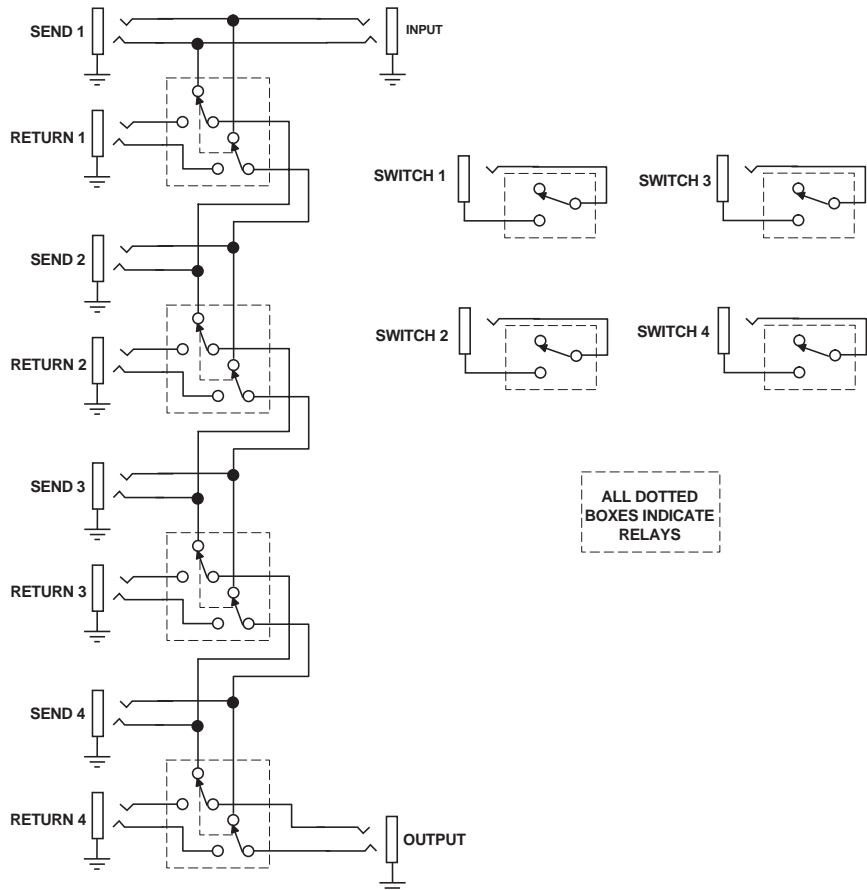 SEND 1
INPUT
RETURN 1
SWITCH 1
SWITCH 3
SEND 2
SWITCH 2
SWITCH 4
RETURN 2
SEND 3
ALL DOTTED
BOXES INDICATE
RELAYS
RETURN 3
SEND 4
RETURN 4
OUTPUT